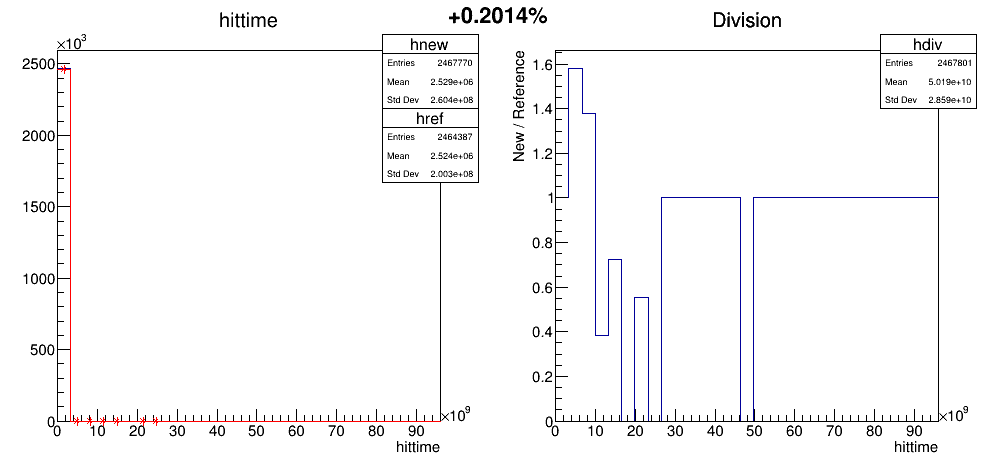 +0.2014%
hittime
×10³
hnew
Entries 2467770
Mean 2.529e+06
Std Dev 2.604e+08
href
Entries 2464387
Mean 2.524e+06
Std Dev 2.003e+08
2500
2000
1500
1000
500
0
0 10 20 30 40 50 60 70 80 90
×10⁹
hittime
Division
hdiv
Entries 2467801
Mean 5.019e+10
Std Dev 2.859e+10
New / Reference
1.6
1.4
1.2
1
0.8
0.6
0.4
0.2
0
0 10 20 30 40 50 60 70 80 90
×10⁹
hittime